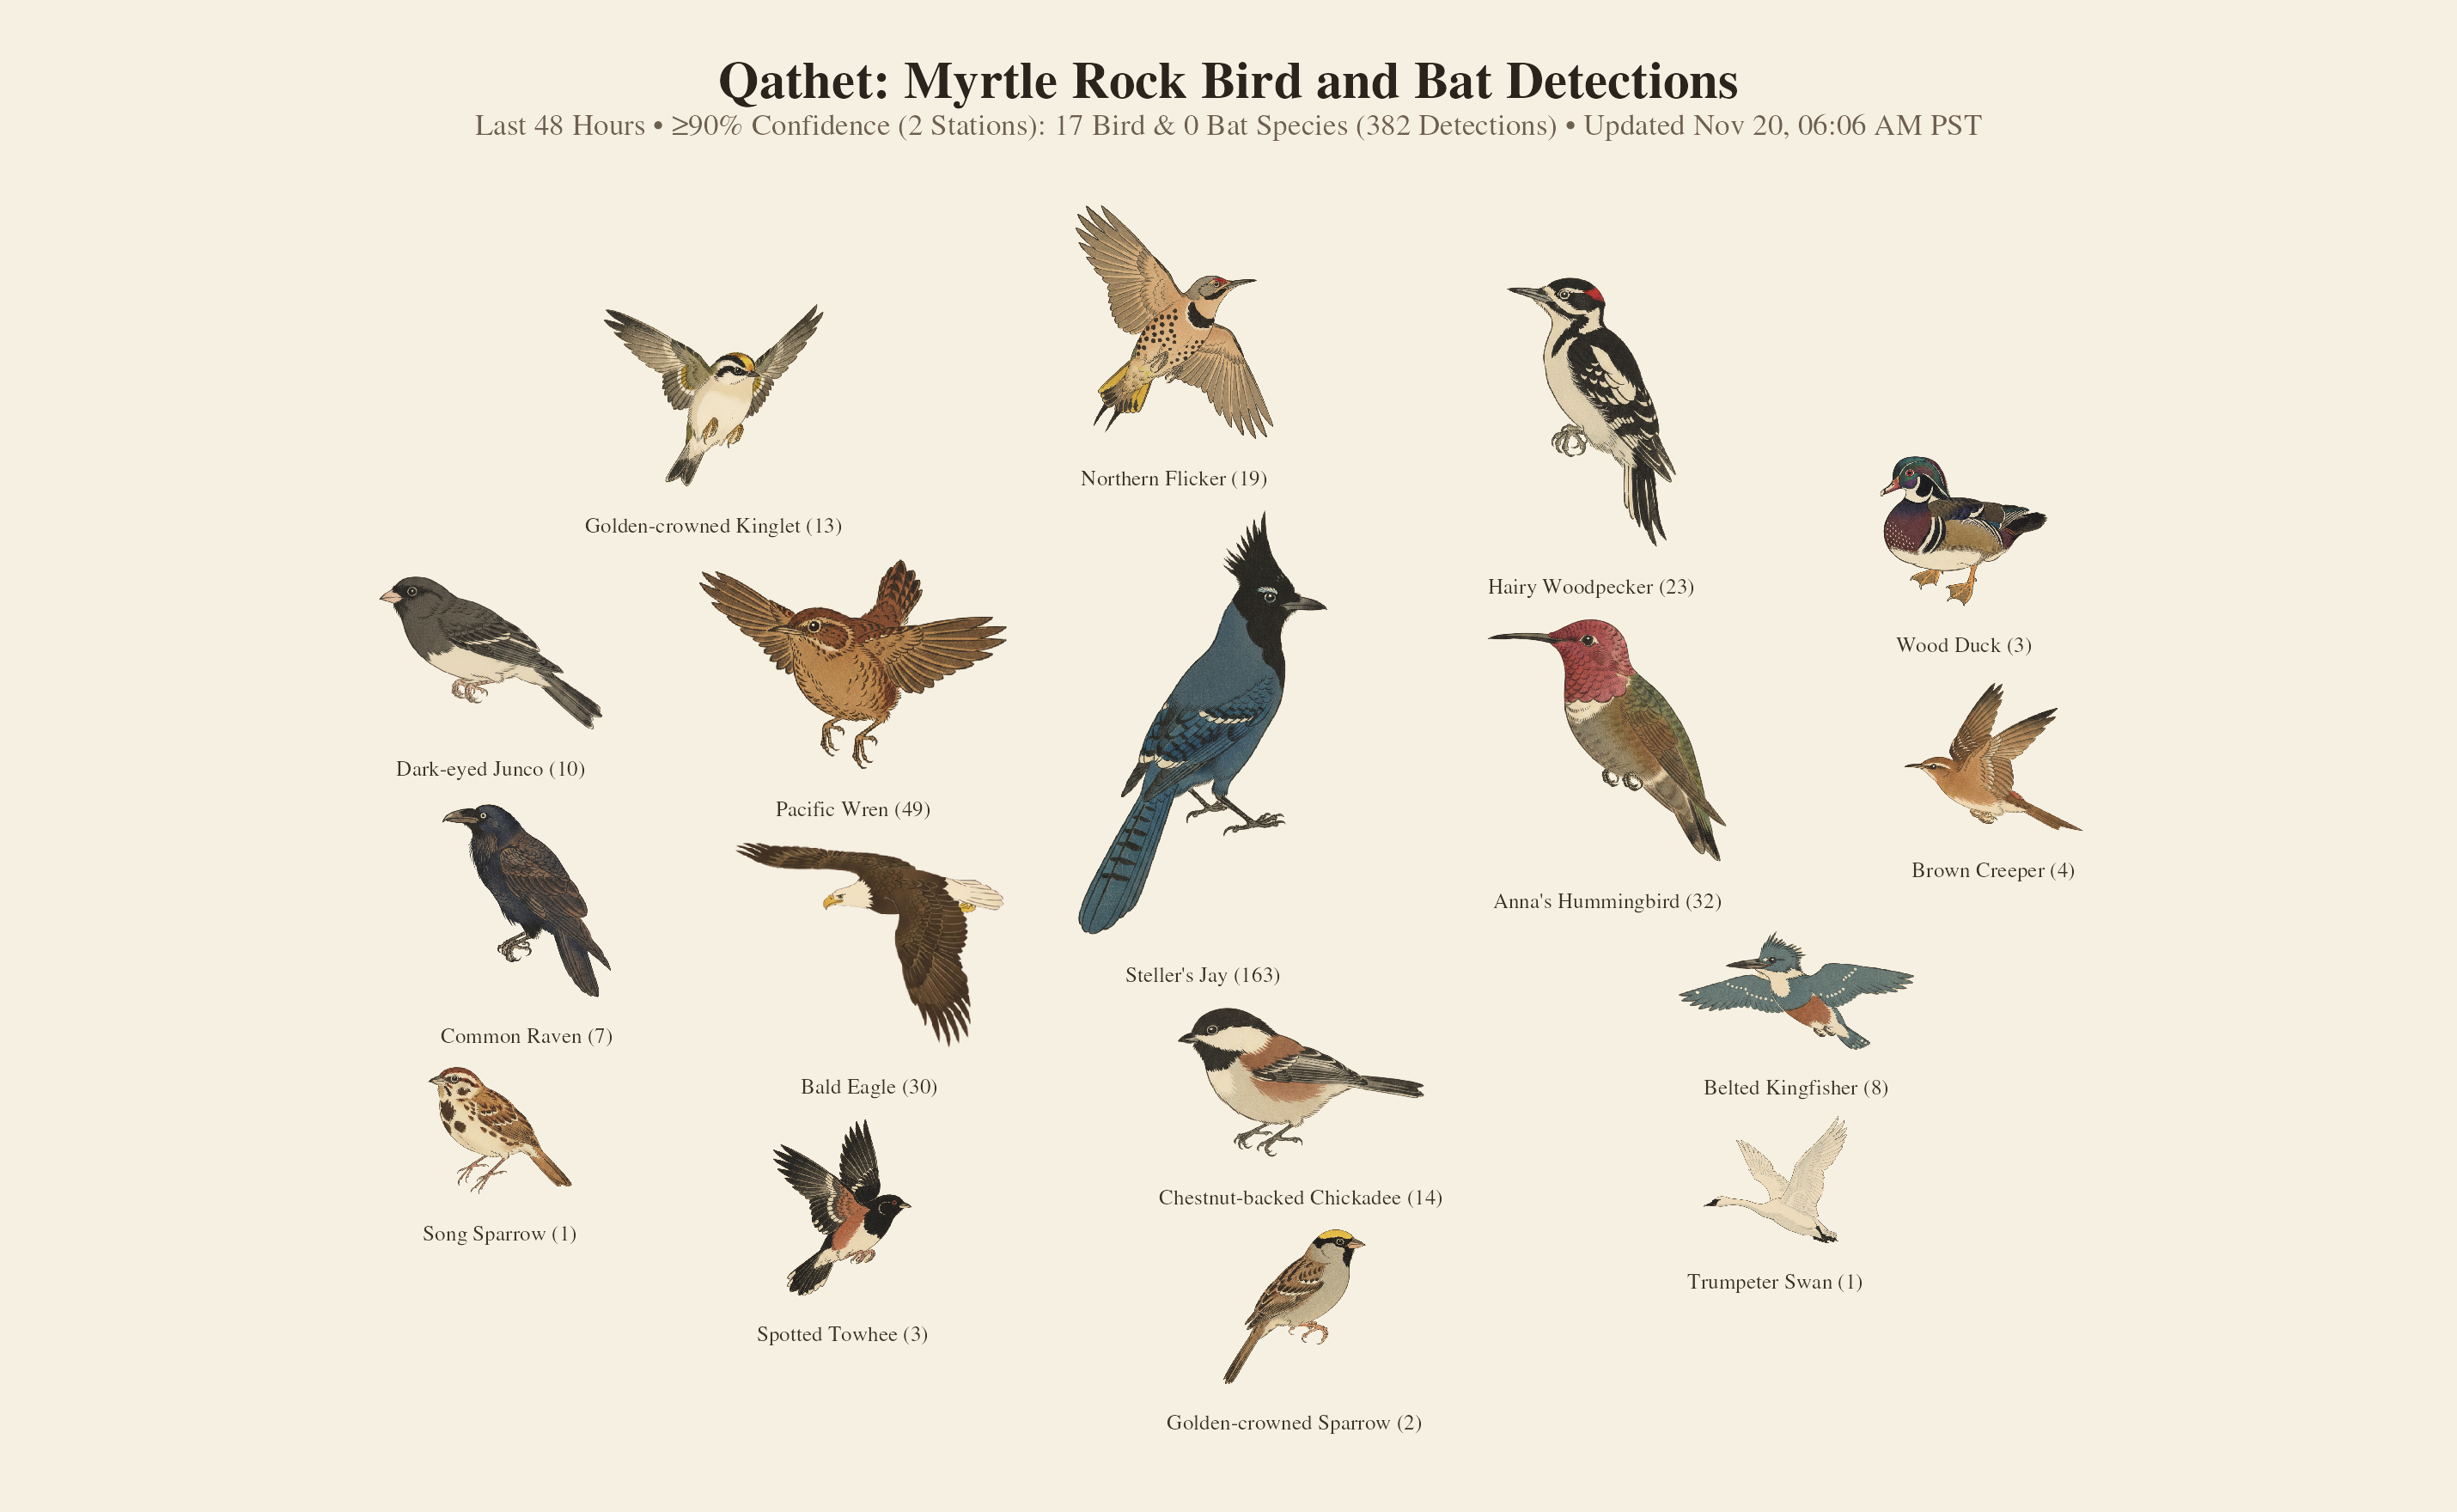 Qathet: Myrtle Rock Bird and Bat Detections
Last 48 Hours • ≥90% Confidence (2 Stations): 17 Bird & 0 Bat Species (382 Detections) • Updated Nov 20, 06:06 AM PST
Northern Flicker (19)
Golden-crowned Kinglet (13)
Hairy Woodpecker (23)
Wood Duck (3)
Dark-eyed Junco (10)
Pacific Wren (49)
Brown Creeper (4)
Anna's Hummingbird (32)
Steller's Jay (163)
Common Raven (7)
Bald Eagle (30)
Belted Kingfisher (8)
Chestnut-backed Chickadee (14)
Song Sparrow (1)
Trumpeter Swan (1)
Spotted Towhee (3)
Golden-crowned Sparrow (2)